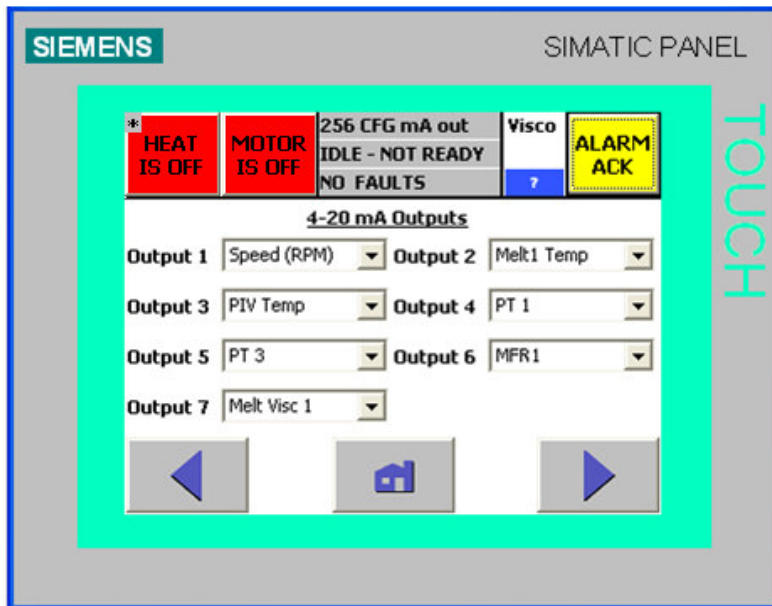 SIEMENS
SIMATIC PANEL
TOUCH
*
HEAT
IS OFF
MOTOR
IS OFF
256 CFG mA out
IDLE - NOT READY
NO FAULTS
Visco
?
ALARM
ACK
4-20 mA Outputs
Output 1 Speed (RPM) Output 2 Melt1 Temp
Output 3 PIV Temp Output 4 PT 1
Output 5 PT 3 Output 6 MFR1
Output 7 Melt Visc 1